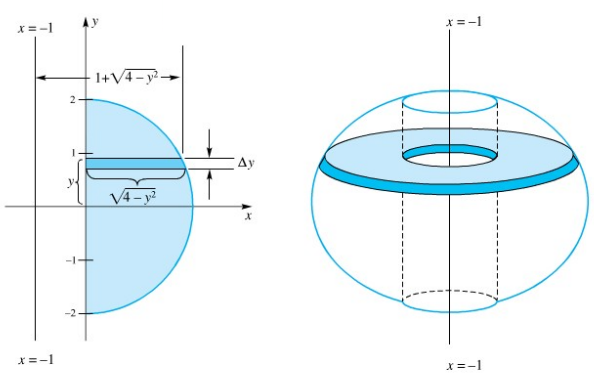 x = –1
y
1+√4 – y²
2
1
Δy
y
√4 – y²
x
–1
–2
x = –1
x = –1
x = –1